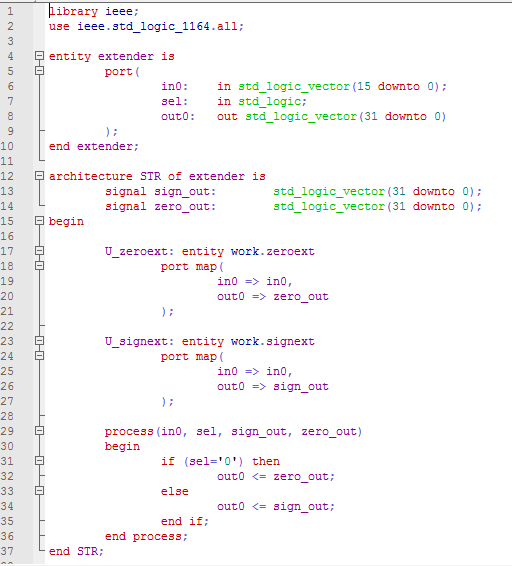 1 library ieee;
2 use ieee.std_logic_1164.all;
3
4 entity extender is
5 port(
6 in0: in std_logic_vector(15 downto 0);
7 sel: in std_logic;
8 out0: out std_logic_vector(31 downto 0)
9 );
10 end extender;
11
12 architecture STR of extender is
13 signal sign_out: std_logic_vector(31 downto 0);
14 signal zero_out: std_logic_vector(31 downto 0);
15 begin
16
17 U_zeroext: entity work.zeroext
18 port map(
19 in0 => in0,
20 out0 => zero_out
21 );
22
23 U_signext: entity work.signext
24 port map(
25 in0 => in0,
26 out0 => sign_out
27 );
28
29 process(in0, sel, sign_out, zero_out)
30 begin
31 if (sel='0') then
32 out0 <= zero_out;
33 else
34 out0 <= sign_out;
35 end if;
36 end process;
37 end STR;